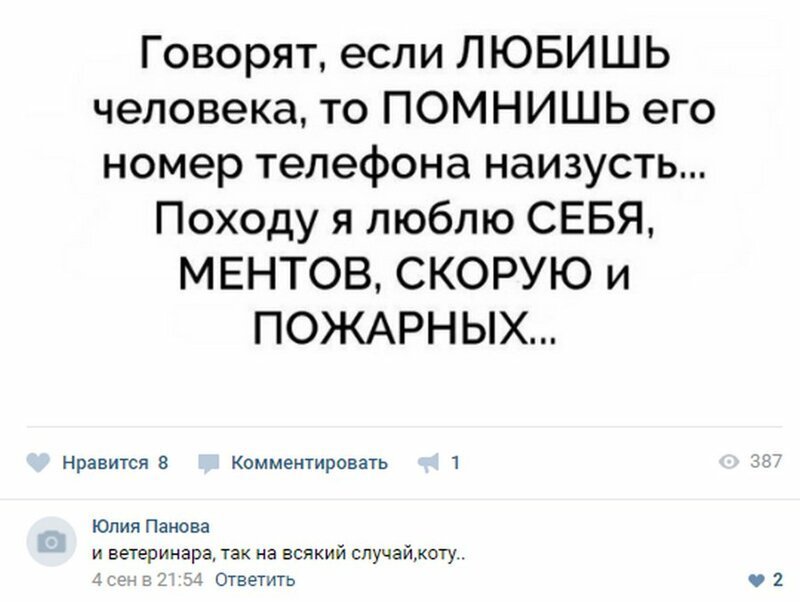 Говорят, если ЛЮБИШЬ
человека, то ПОМНИШЬ его
номер телефона наизусть...
Походу я люблю СЕБЯ,
МЕНТОВ, СКОРУЮ и
ПОЖАРНЫХ...
Нравится 8 Комментировать 1 387
Юлия Панова
и ветеринара, так на всякий случай,коту..
4 сен в 21:54 Ответить 2